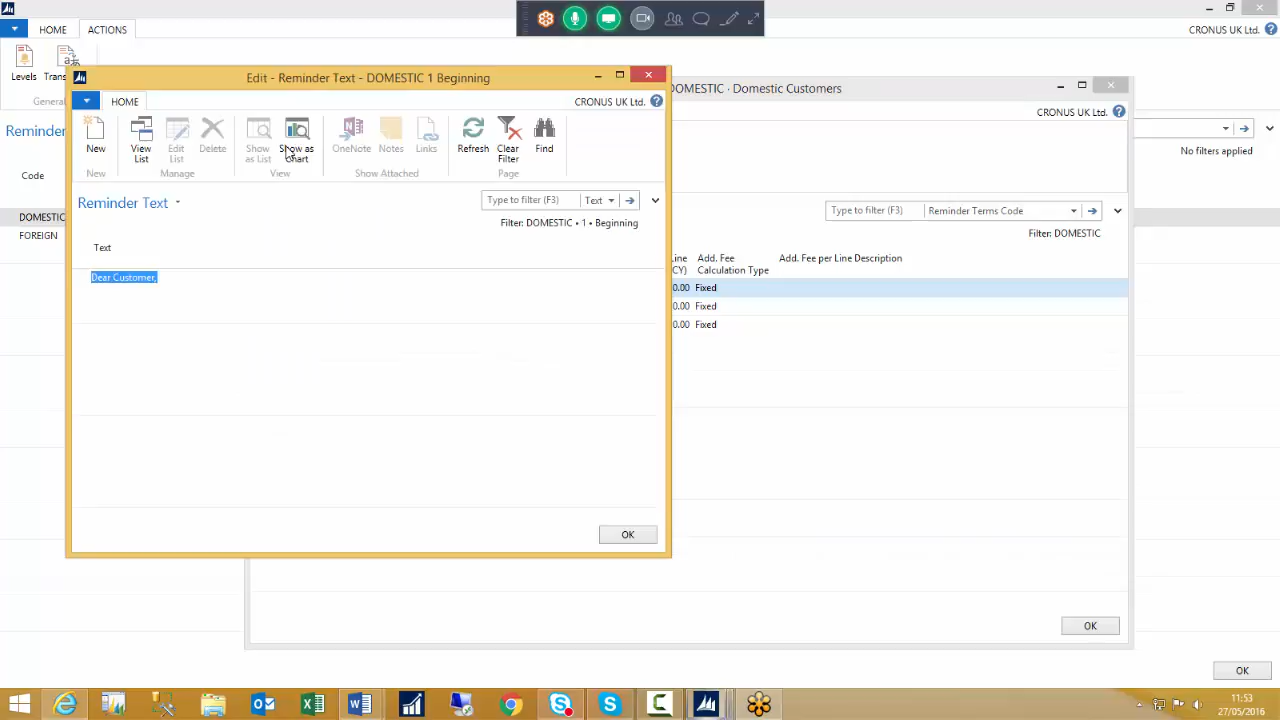 HOME
ACTIONS
CRONUS UK Ltd.
Levels
General
Reminder
No filters applied
Code
DOMESTIC
FOREIGN
Edit - Reminder Text - DOMESTIC 1 Beginning
HOME
CRONUS UK Ltd.
New
View List
Edit List
Delete
Show as List
Show as Chart
OneNote
Notes
Links
Refresh
Clear Filter
Find
New
Manage
View
Show Attached
Page
Reminder Text
Type to filter (F3)
Text
Filter: DOMESTIC • 1 • Beginning
Text
Dear Customer,
OK
DOMESTIC · Domestic Customers
CRONUS UK Ltd.
Type to filter (F3)
Reminder Terms Code
Filter: DOMESTIC
Line
Add. Fee Calculation Type
Add. Fee per Line Description
0.00 Fixed
0.00 Fixed
0.00 Fixed
OK
OK
11:53
27/05/2016